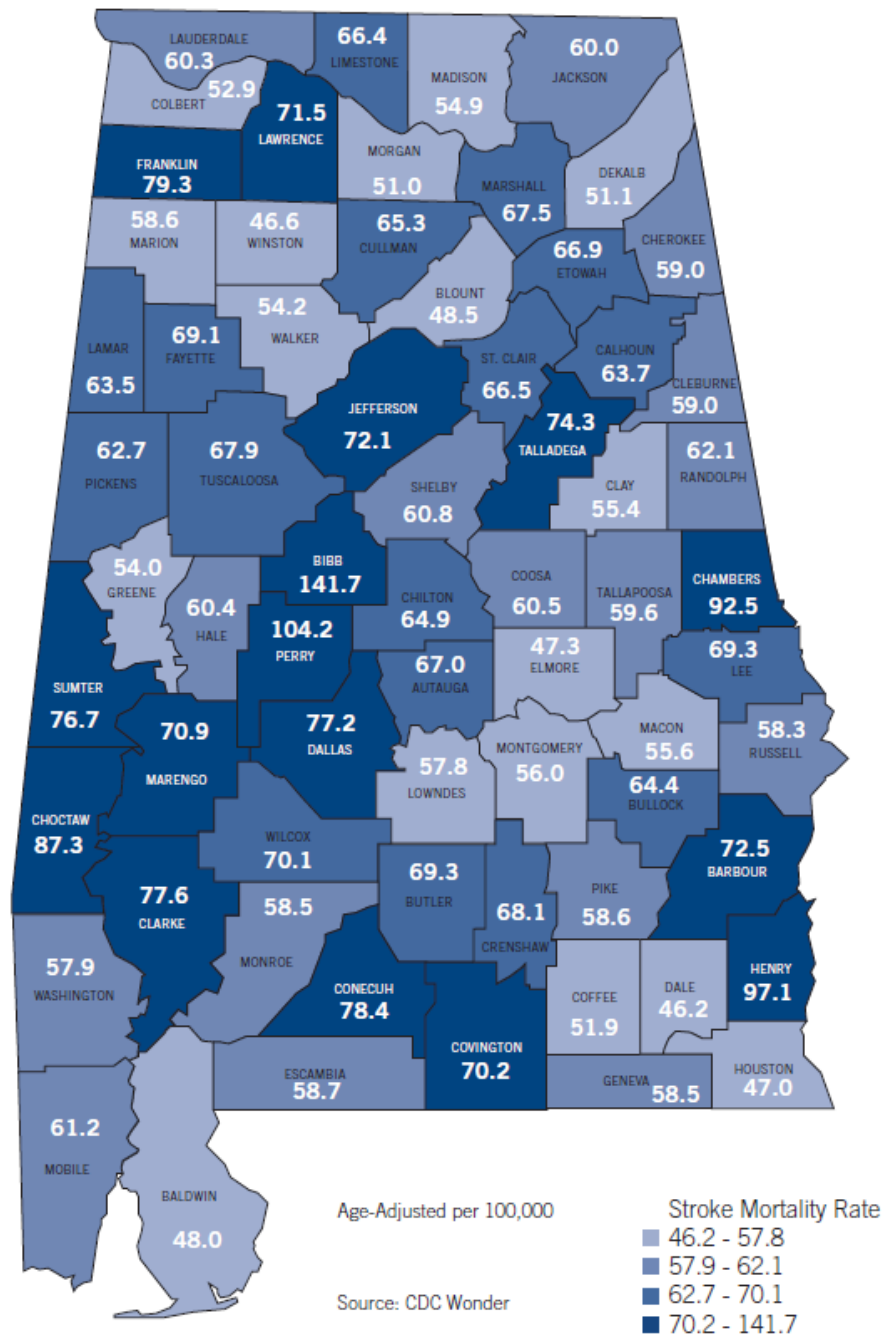 LAUDERDALE
60.3
66.4
LIMESTONE
MADISON
54.9
60.0
JACKSON
COLBERT
52.9
71.5
LAWRENCE
FRANKLIN
79.3
MORGAN
51.0
MARSHALL
67.5
DEKALB
51.1
58.6
MARION
46.6
WINSTON
65.3
CULLMAN
66.9
ETOWAH
CHEROKEE
59.0
BLOUNT
48.5
54.2
WALKER
LAMAR
63.5
69.1
FAYETTE
ST. CLAIR
66.5
CALHOUN
63.7
CLEBURNE
59.0
JEFFERSON
72.1
74.3
TALLADEGA
62.7
PICKENS
67.9
TUSCALOOSA
SHELBY
60.8
CLAY
55.4
62.1
RANDOLPH
54.0
GREENE
60.4
HALE
BIBB
141.7
CHILTON
64.9
COOSA
60.5
TALLAPOOSA
59.6
CHAMBERS
92.5
104.2
PERRY
67.0
AUTAUGA
47.3
ELMORE
69.3
LEE
SUMTER
76.7
70.9
MARENGO
77.2
DALLAS
57.8
LOWNDES
MONTGOMERY
56.0
MACON
55.6
58.3
RUSSELL
64.4
BULLOCK
CHOCTAW
87.3
WILCOX
70.1
77.6
CLARKE
69.3
BUTLER
68.1
CRENSHAW
PIKE
58.6
72.5
BARBOUR
58.5
MONROE
57.9
WASHINGTON
CONECUH
78.4
COVINGTON
70.2
COFFEE
51.9
DALE
46.2
HENRY
97.1
ESCAMBIA
58.7
GENEVA
58.5
HOUSTON
47.0
61.2
MOBILE
BALDWIN
48.0
Age-Adjusted per 100,000
Source: CDC Wonder
Stroke Mortality Rate
46.2 - 57.8
57.9 - 62.1
62.7 - 70.1
70.2 - 141.7